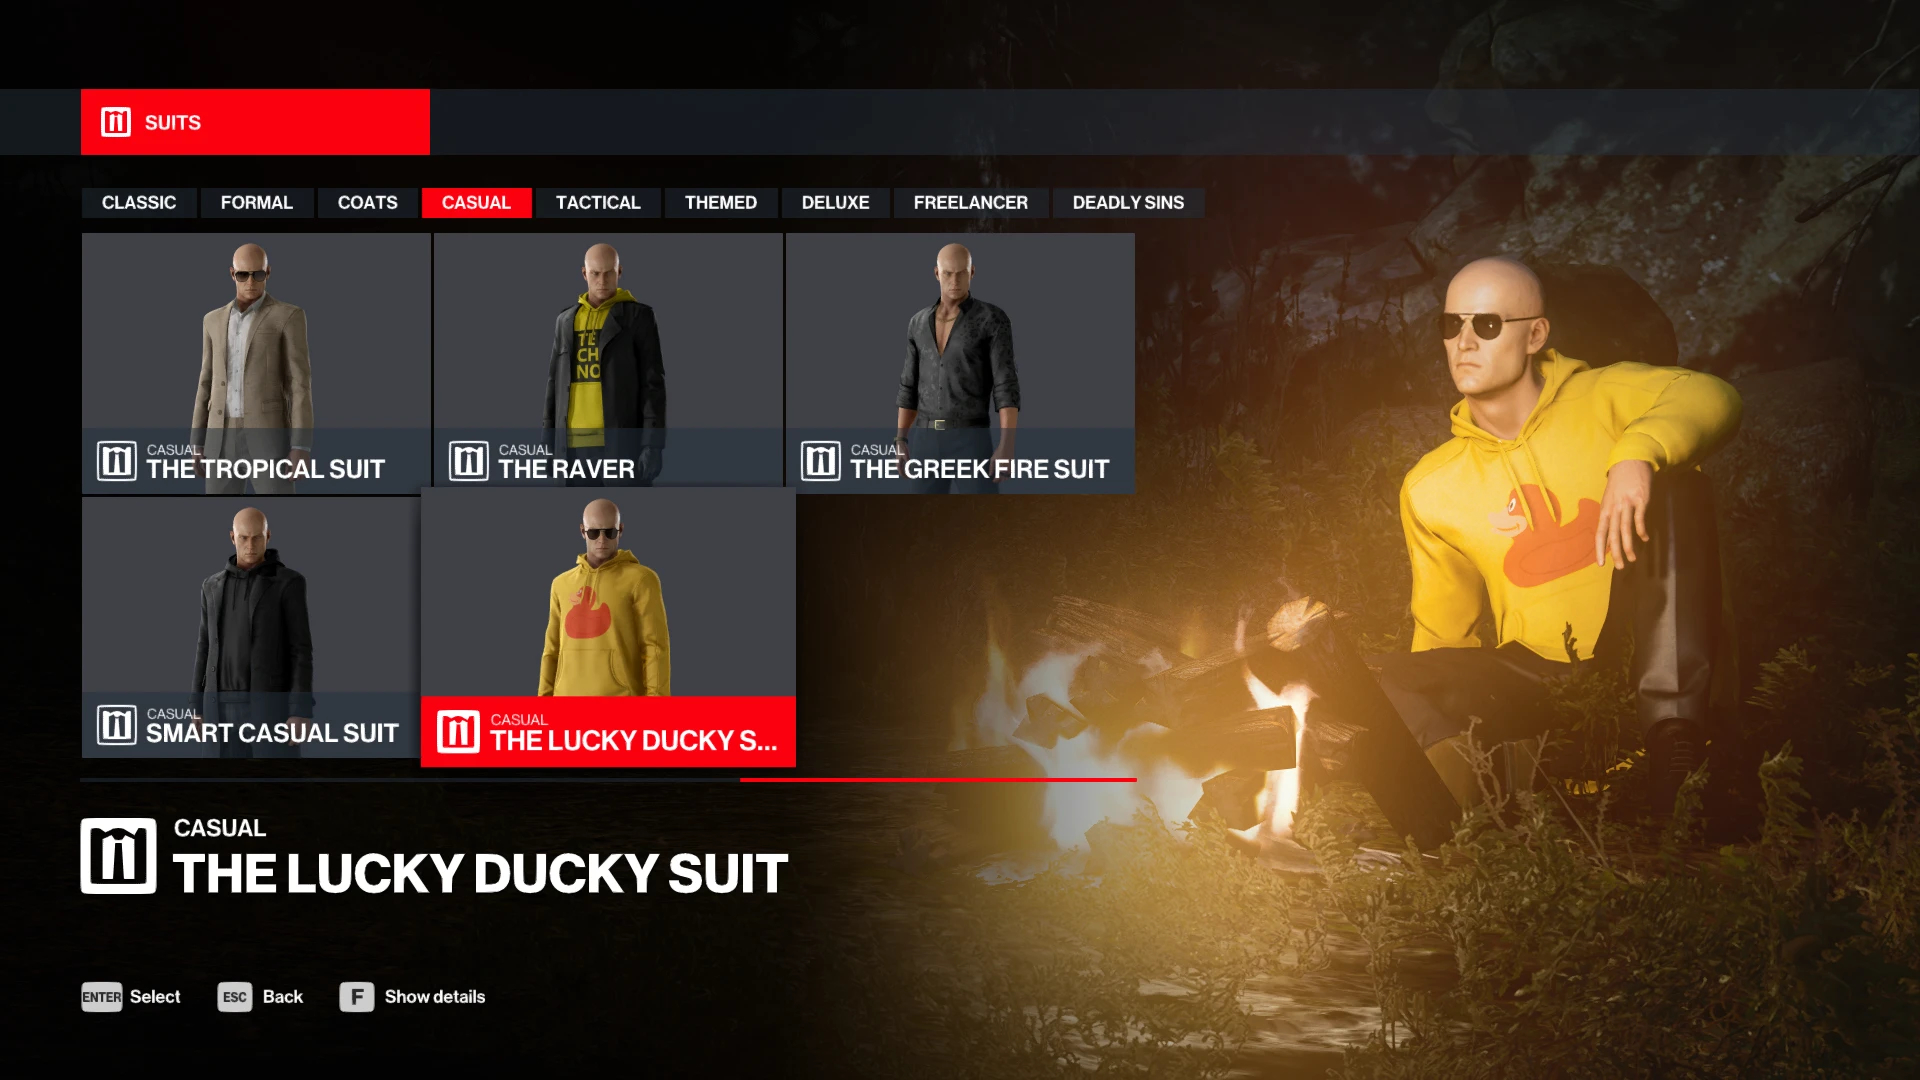 SUITS
CLASSIC FORMAL COATS CASUAL TACTICAL THEMED DELUXE FREELANCER DEADLY SINS
TE
CH
NO
CASUAL
THE TROPICAL SUIT
CASUAL
THE RAVER
CASUAL
THE GREEK FIRE SUIT
CASUAL
SMART CASUAL SUIT
CASUAL
THE LUCKY DUCKY S...
CASUAL
THE LUCKY DUCKY SUIT
ENTER Select ESC Back F Show details